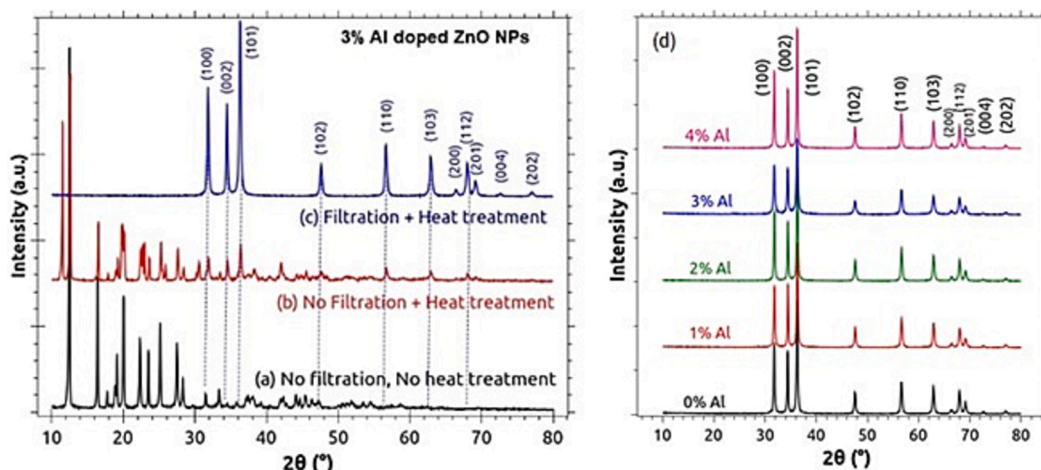 3% Al doped ZnO NPs
(100)
(002)
(101)
(102)
(110)
(103)
(200)
(112)
(201)
(004)
(202)
(c) Filtration + Heat treatment
(b) No Filtration + Heat treatment
(a) No filtration, No heat treatment
Intensity (a.u.)
10 20 30 40 50 60 70 80
2θ (°)
(d)
(100)
(002)
(101)
(102)
(110)
(103)
(200)
(112)
(201)
(004)
(202)
4% Al
3% Al
2% Al
1% Al
0% Al
Intensity (a.u.)
10 20 30 40 50 60 70 80
2θ (°)